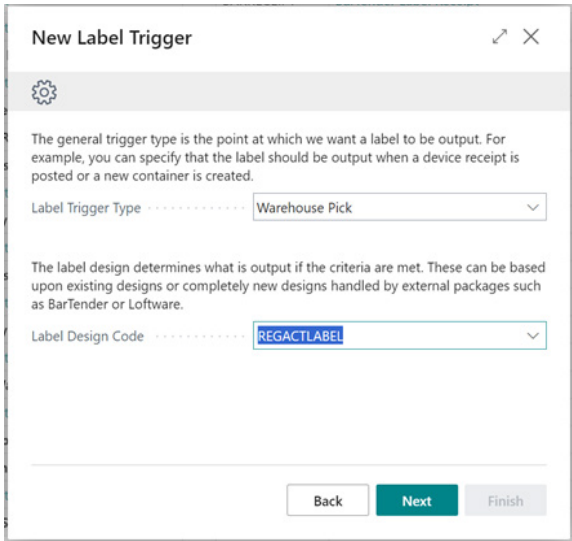 New Label Trigger
The general trigger type is the point at which we want a label to be output. For
example, you can specify that the label should be output when a device receipt is
posted or a new container is created.
Label Trigger Type Warehouse Pick
The label design determines what is output if the criteria are met. These can be based
upon existing designs or completely new designs handled by external packages such
as BarTender or Loftware.
Label Design Code REGACTLABEL
Back Next Finish